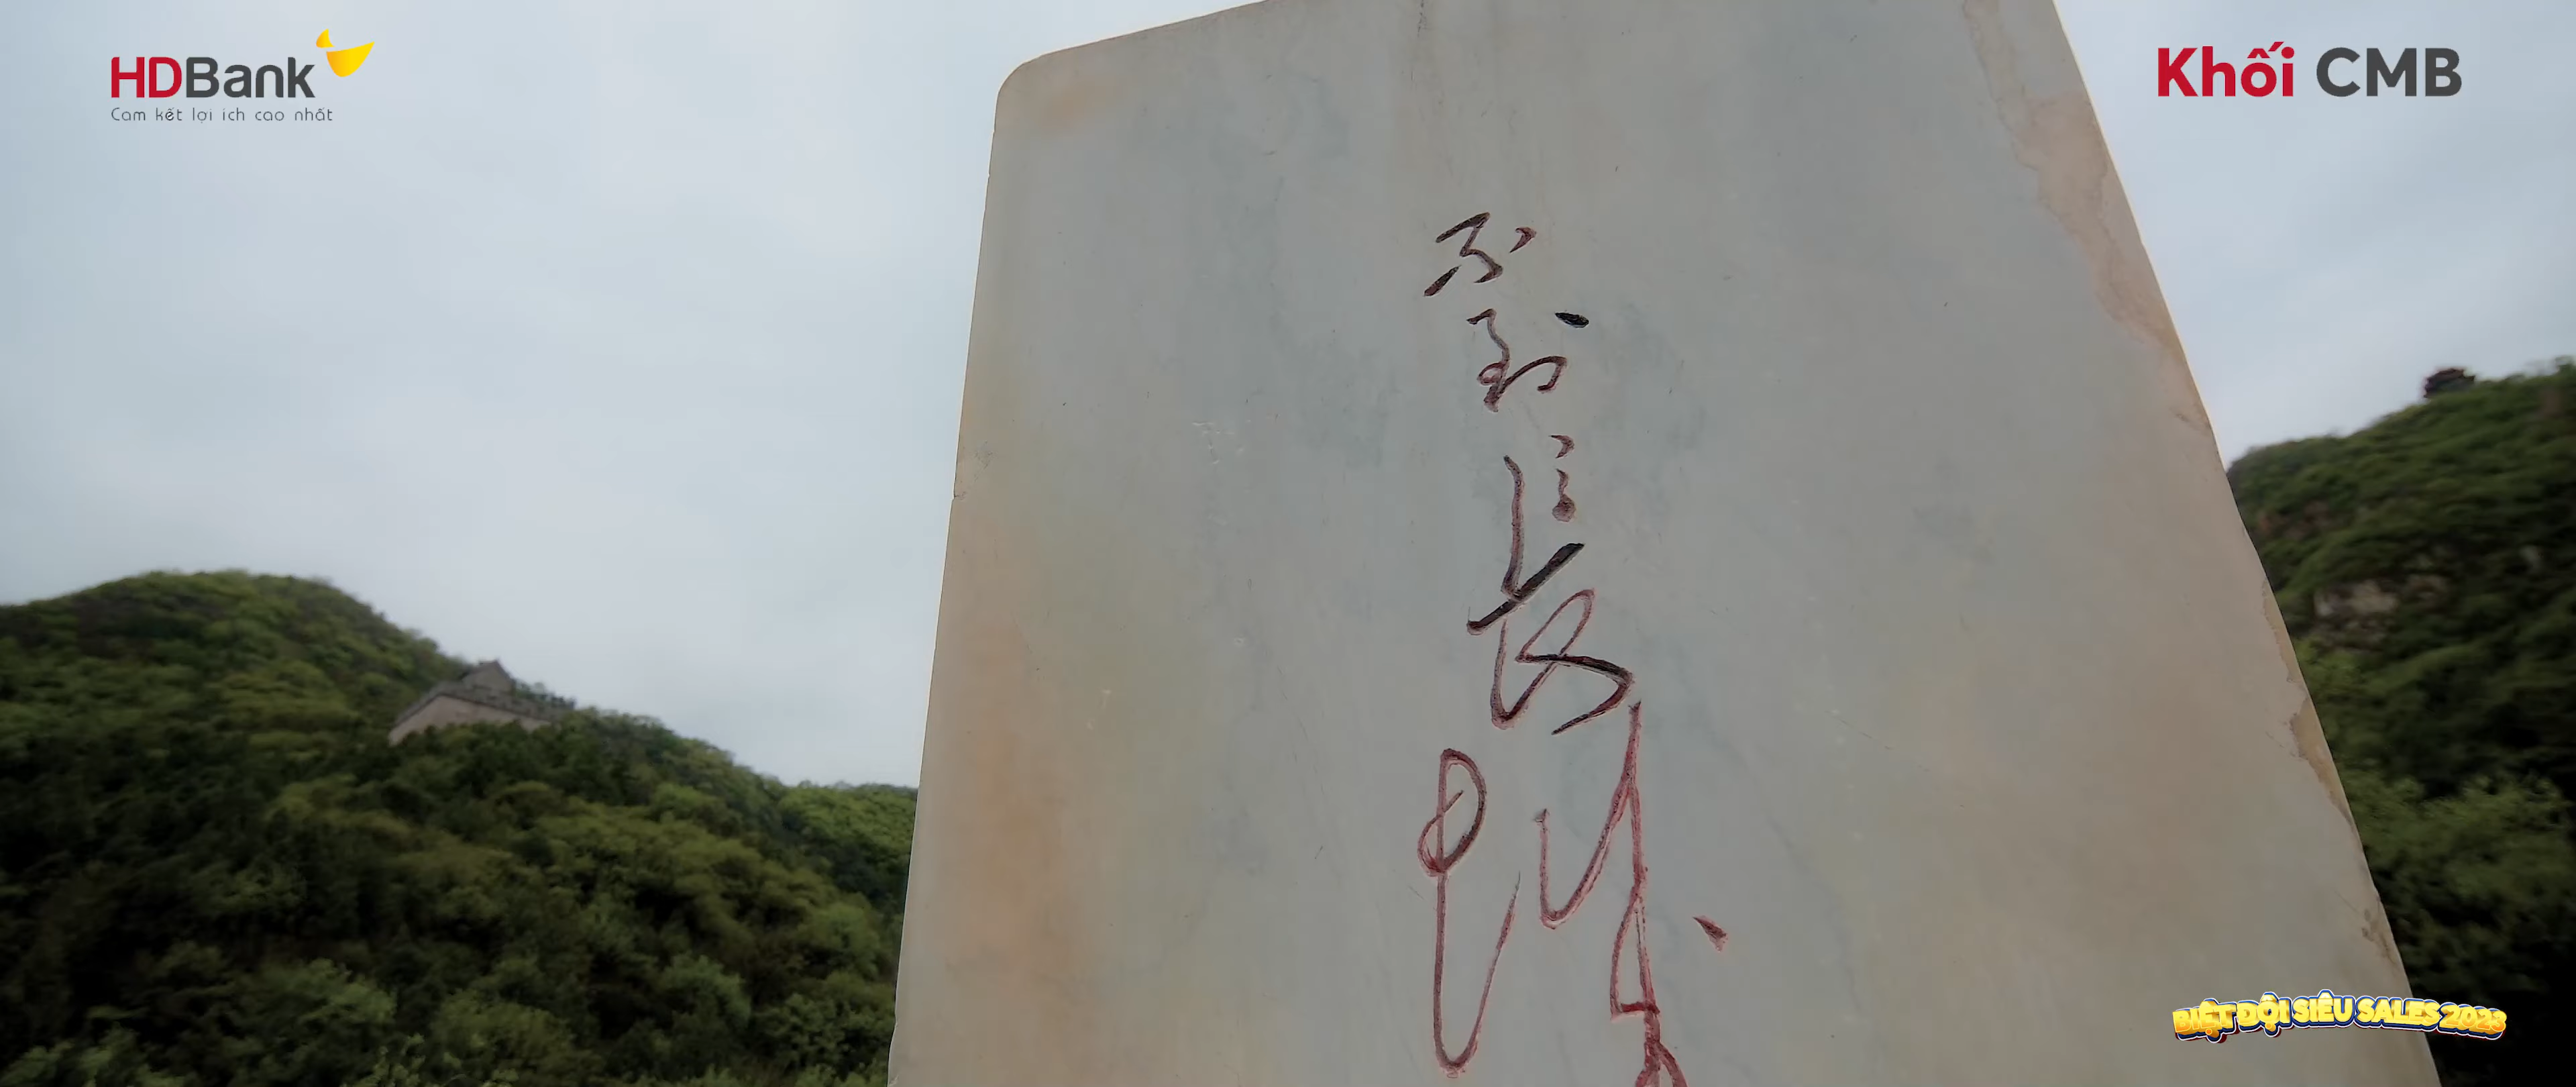 HDBank
Cam kết lợi ích cao nhất
Khối CMB
不到长城
BIỆT ĐỘI SIÊU SALES 2023